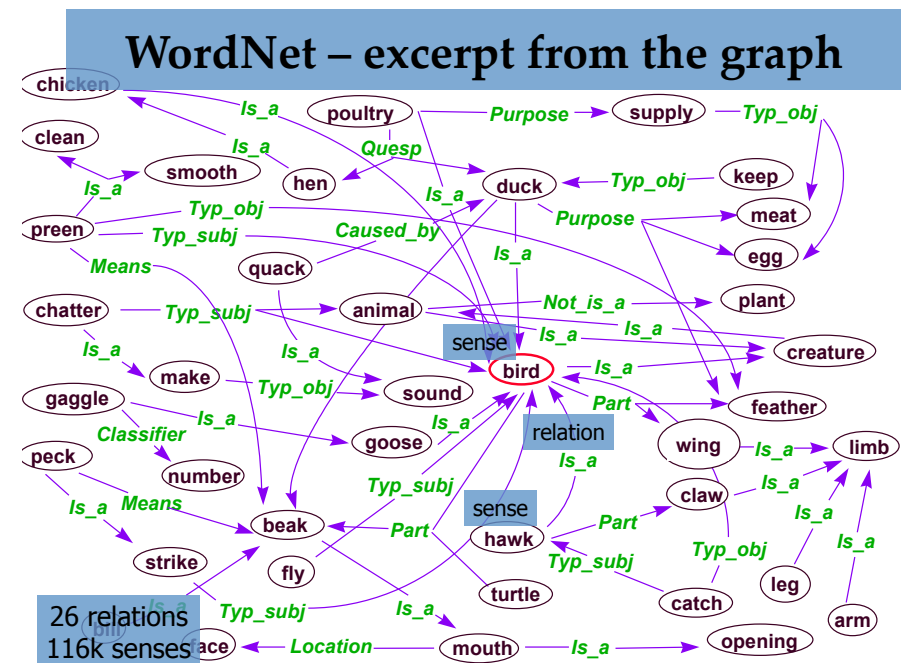 WordNet – excerpt from the graph
chicken
Is_a
poultry
Purpose
supply
Typ_obj
clean
Is_a
Quesp
smooth
hen
duck
Typ_obj
keep
Is_a
Is_a
Typ_obj
Purpose
meat
preen
Typ_subj
Caused_by
egg
Means
quack
Is_a
plant
chatter
Typ_subj
animal
Not_is_a
Is_a
sense
Is_a
creature
Is_a
Is_a
make
Typ_obj
sound
bird
Is_a
gaggle
Is_a
Part
feather
Classifier
goose
Is_a
relation
wing
Is_a
limb
peck
number
Typ_subj
Is_a
claw
Is_a
Is_a
Means
sense
beak
Part
hawk
Part
Is_a
Is_a
strike
fly
Typ_subj
Typ_obj
leg
turtle
catch
Is_a
Typ_subj
Is_a
arm
26 relations
bill
116k senses
face
Location
mouth
Is_a
opening